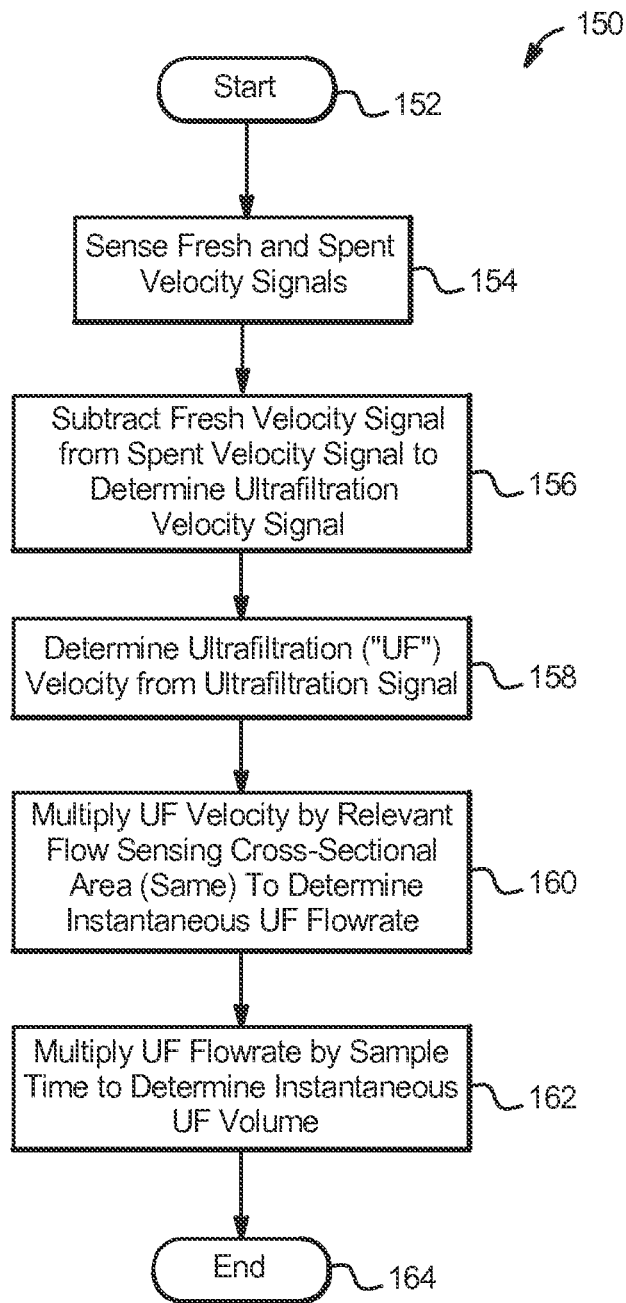 150
Start
152
Sense Fresh and Spent
Velocity Signals
154
Subtract Fresh Velocity Signal
from Spent Velocity Signal to
Determine Ultrafiltration
Velocity Signal
156
Determine Ultrafiltration ("UF")
Velocity from Ultrafiltration Signal
158
Multiply UF Velocity by Relevant
Flow Sensing Cross-Sectional
Area (Same) To Determine
Instantaneous UF Flowrate
160
Multiply UF Flowrate by Sample
Time to Determine Instantaneous
UF Volume
162
End
164